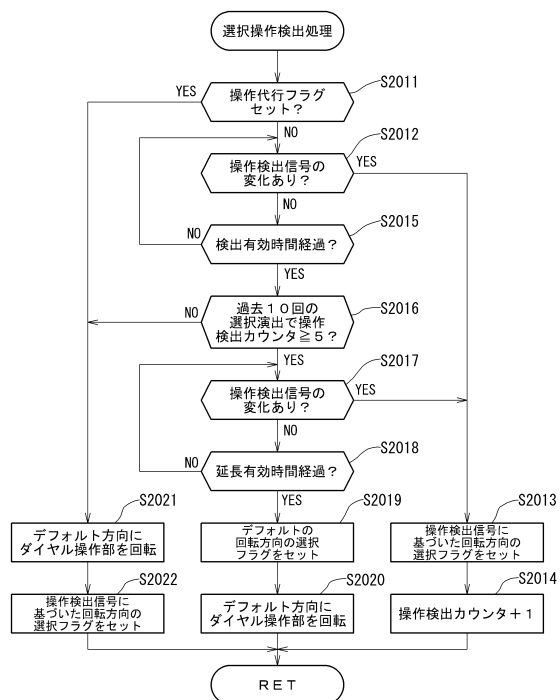 選択操作検出処理
S2011
操作代行フラグ
セット？
YES
NO
S2012
操作検出信号の
変化あり？
YES
NO
S2015
検出有効時間経過？
NO
YES
S2016
過去１０回の
選択演出で操作
検出カウンタ≧５？
NO
YES
S2017
操作検出信号の
変化あり？
YES
NO
S2018
延長有効時間経過？
NO
YES
S2021
デフォルト方向に
ダイヤル操作部を回転
S2019
デフォルトの
回転方向の選択
フラグをセット
S2013
操作検出信号に
基づいた回転方向の
選択フラグをセット
S2022
操作検出信号に
基づいた回転方向の
選択フラグをセット
S2020
デフォルト方向に
ダイヤル操作部を回転
S2014
操作検出カウンタ＋１
ＲＥＴ